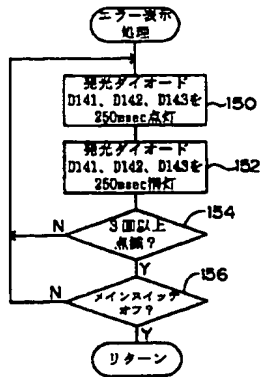 エラー表示
処理
発光ダイオード
D141、D142、D143を
250msec点灯
150
発光ダイオード
D141、D142、D143を
250msec消灯
152
3回以上
点滅？
154
N
Y
メインスイッチ
オフ？
156
N
Y
リターン